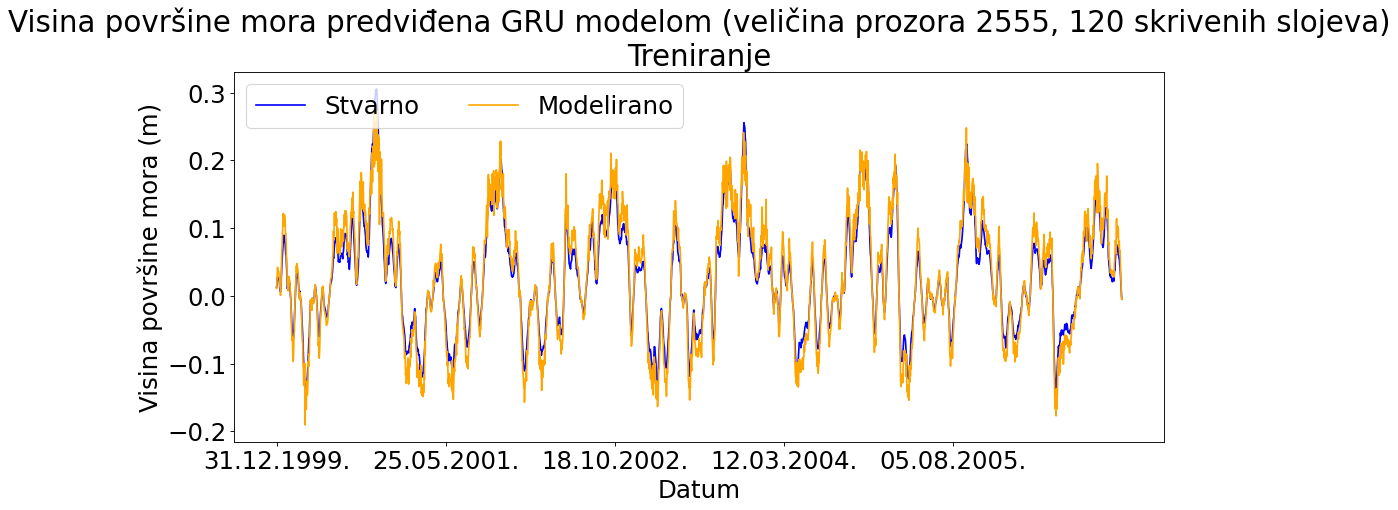 Visina površine mora predviđena GRU modelom (veličina prozora 2555, 120 skrivenih slojeva)
Treniranje
Stvarno
Modelirano
Visina površine mora (m)
0.3
0.2
0.1
0.0
−0.1
−0.2
31.12.1999.
25.05.2001.
18.10.2002.
12.03.2004.
05.08.2005.
Datum